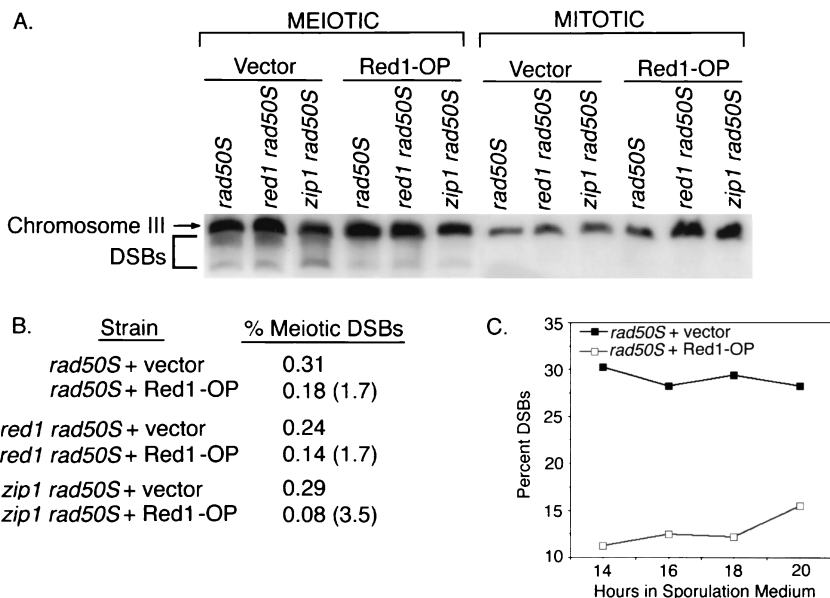 A.
MEIOTIC MITOTIC
Vector Red1-OP Vector Red1-OP
rad50S red1 rad50S zip1 rad50S rad50S red1 rad50S zip1 rad50S rad50S red1 rad50S zip1 rad50S rad50S red1 rad50S zip1 rad50S
Chromosome III
DSBs
B. Strain % Meiotic DSBs
rad50S + vector 0.31
rad50S + Red1-OP 0.18 (1.7)
red1 rad50S + vector 0.24
red1 rad50S + Red1-OP 0.14 (1.7)
zip1 rad50S + vector 0.29
zip1 rad50S + Red1-OP 0.08 (3.5)
C.
rad50S + vector
rad50S + Red1-OP
Percent DSBs
35
30
25
20
15
10
14 16 18 20
Hours in Sporulation Medium